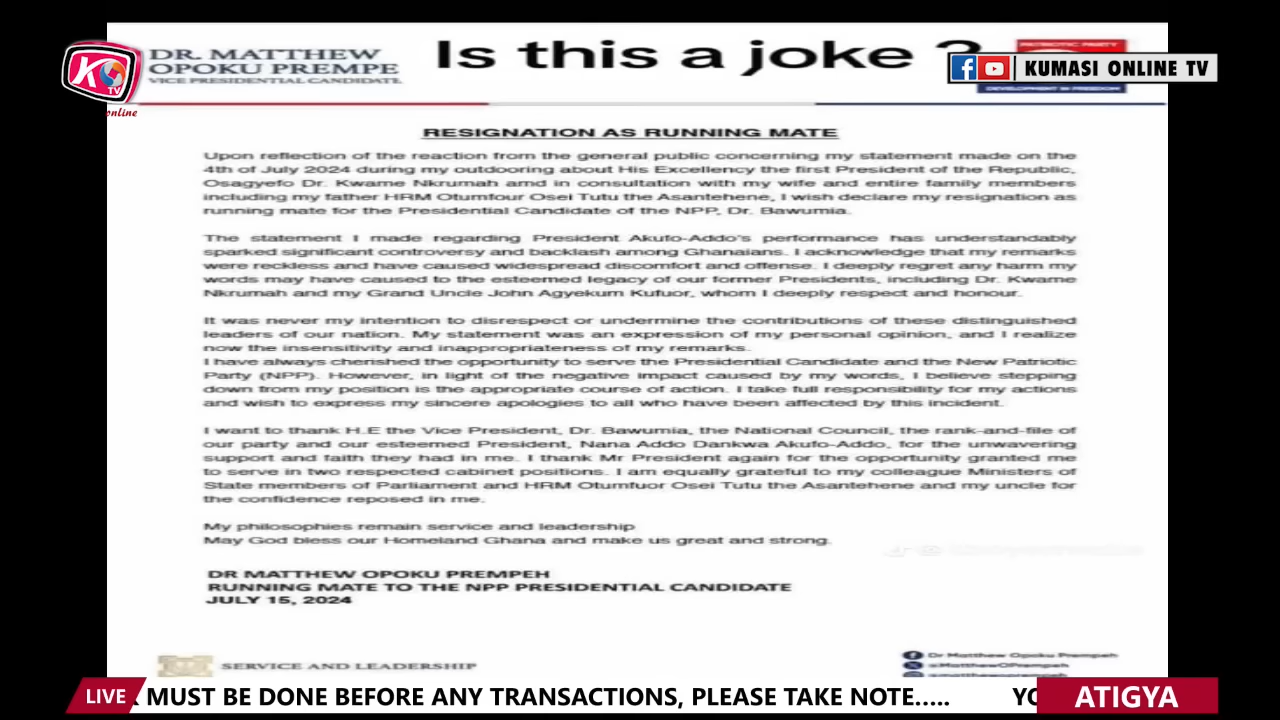 DR. MATTHEW
OPOKU PREMPEH
VICE PRESIDENTIAL CANDIDATE
Is this a joke ?
PATRIOTIC PARTY
DEVELOPMENT IN FREEDOM
KUMASI ONLINE TV
K TV
online
RESIGNATION AS RUNNING MATE
Upon reflection of the reaction from the general public concerning my statement made on the
4th of July 2024 during my outdooring about His Excellency the first President of the Republic,
Osagyefo Dr. Kwame Nkrumah amd in consultation with my wife and entire family members
including my father HRM Otumfour Osei Tutu the Asantehene, I wish declare my resignation as
running mate for the Presidential Candidate of the NPP, Dr. Bawumia.
The statement I made regarding President Akufo-Addo's performance has understandably
sparked significant controversy and backlash among Ghanaians. I acknowledge that my remarks
were reckless and have caused widespread discomfort and offense. I deeply regret any harm my
words may have caused to the esteemed legacy of our former Presidents, including Dr. Kwame
Nkrumah and my Grand Uncle John Agyekum Kufuor, whom I deeply respect and honour.
It was never my intention to disrespect or undermine the contributions of these distinguished
leaders of our nation. My statement was an expression of my personal opinion, and I realize
now the insensitivity and inappropriateness of my remarks.
I have always cherished the opportunity to serve the Presidential Candidate and the New Patriotic
Party (NPP). However, in light of the negative impact caused by my words, I believe stepping
down from my position is the appropriate course of action. I take full responsibility for my actions
and wish to express my sincere apologies to all who have been affected by this incident.
I want to thank H.E the Vice President, Dr. Bawumia, the National Council, the rank-and-file of
our party and our esteemed President, Nana Addo Dankwa Akufo-Addo, for the unwavering
support and faith they had in me. I thank Mr President again for the opportunity granted me
to serve in two respected cabinet positions. I am equally grateful to my colleague Ministers of
State members of Parliament and HRM Otumfuor Osei Tutu the Asantehene and my uncle for
the confidence reposed in me.
My philosophies remain service and leadership
May God bless our Homeland Ghana and make us great and strong.
DR MATTHEW OPOKU PREMPEH
RUNNING MATE TO THE NPP PRESIDENTIAL CANDIDATE
JULY 15, 2024
SERVICE AND LEADERSHIP
Dr Matthew Opoku Prempeh
@MatthewOPrempeh
@matthewoprempeh
LIVE
MUST BE DONE BEFORE ANY TRANSACTIONS, PLEASE TAKE NOTE..... YO
ATIGYA